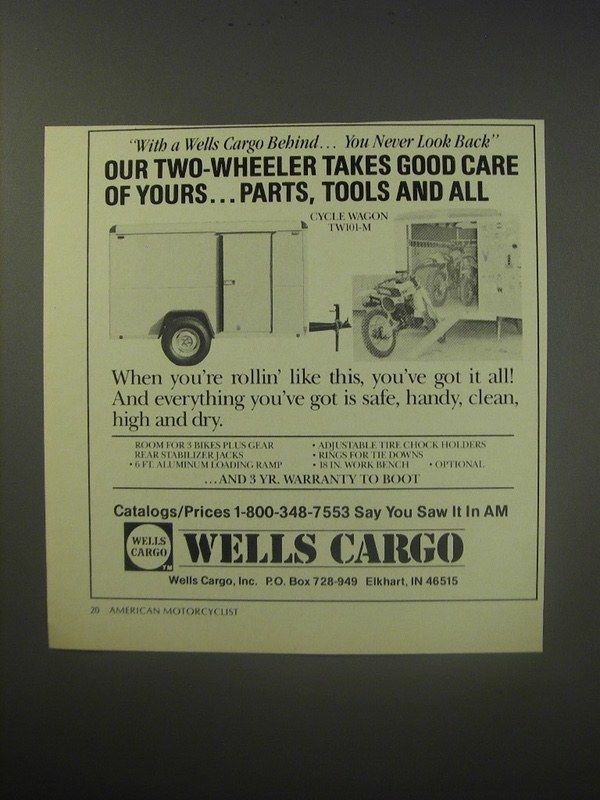 "With a Wells Cargo Behind... You Never Look Back"
OUR TWO-WHEELER TAKES GOOD CARE
OF YOURS...PARTS, TOOLS AND ALL
CYCLE WAGON
TW101-M
When you're rollin' like this, you've got it all!
And everything you've got is safe, handy, clean,
high and dry.
ROOM FOR 3 BIKES PLUS GEAR
REAR STABILIZER JACKS
• 6 FT. ALUMINUM LOADING RAMP
• ADJUSTABLE TIRE CHOCK HOLDERS
• RINGS FOR TIE DOWNS
• 18 IN. WORK BENCH • OPTIONAL
...AND 3 YR. WARRANTY TO BOOT
Catalogs/Prices 1-800-348-7553 Say You Saw It In AM
WELLS
CARGO
TM
WELLS CARGO
Wells Cargo, Inc. P.O. Box 728-949 Elkhart, IN 46515
20 AMERICAN MOTORCYCLIST